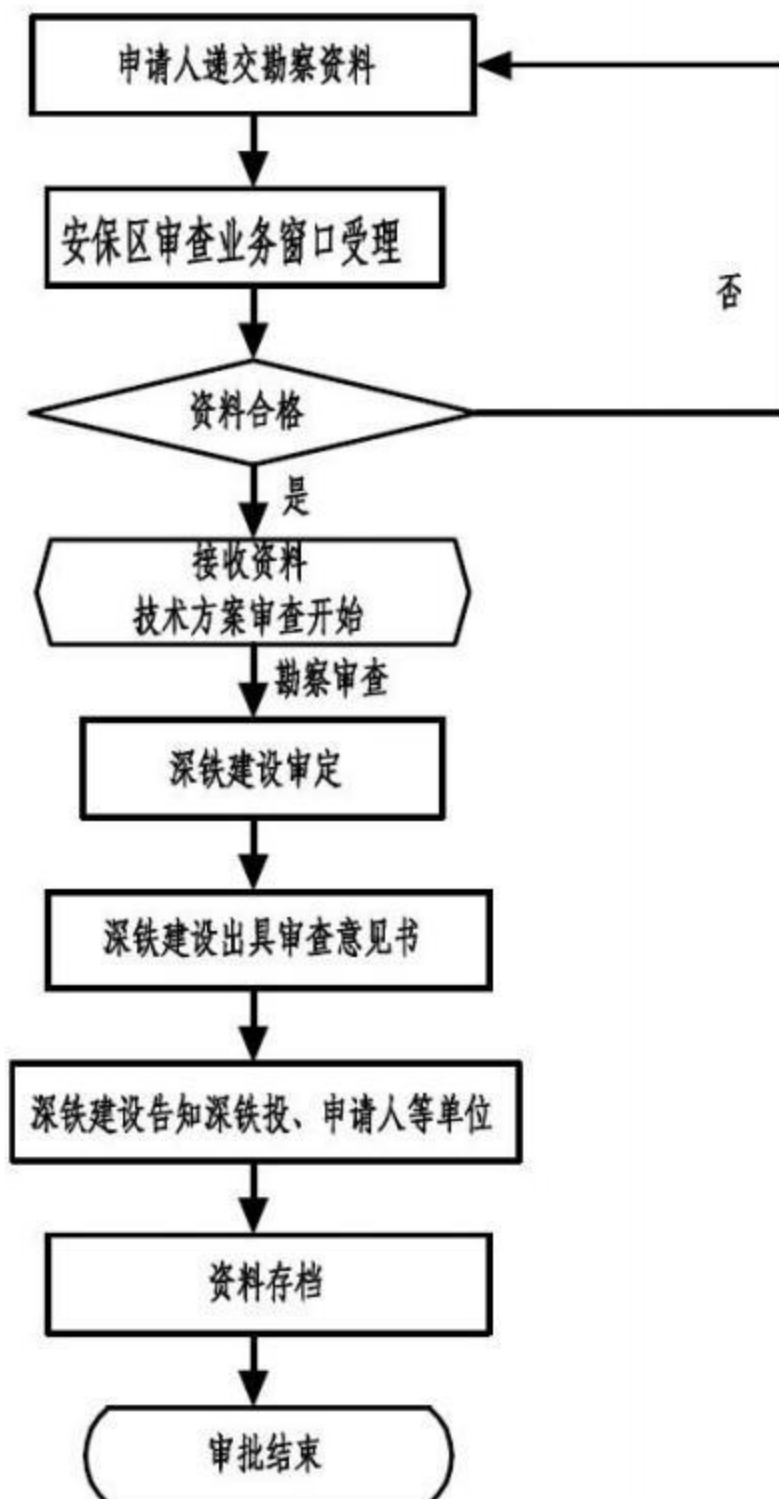 申请人递交勘察资料
安保区审查业务窗口受理
否
资料合格
是
接收资料
技术方案审查开始
勘察审查
深铁建设审定
深铁建设出具审查意见书
深铁建设告知深铁投、申请人等单位
资料存档
审批结束